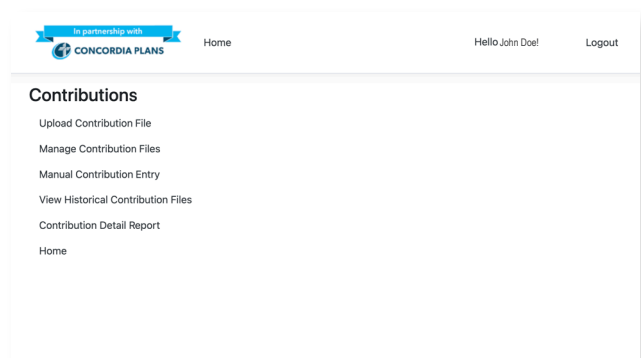 In partnership with
CONCORDIA PLANS
Home
Hello John Doe!
Logout
Contributions
Upload Contribution File
Manage Contribution Files
Manual Contribution Entry
View Historical Contribution Files
Contribution Detail Report
Home